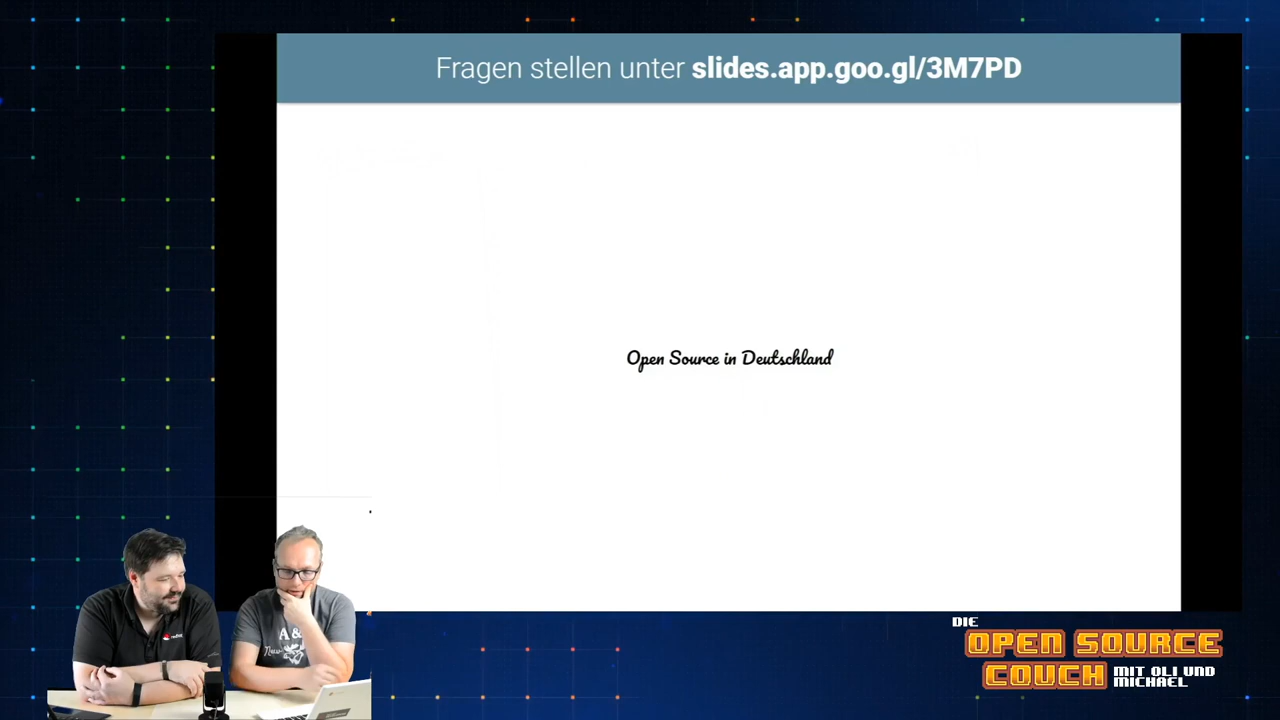 Fragen stellen unter slides.app.goo.gl/3M7PD
Open Source in Deutschland
A &
New
DIE
OPEN SOURCE
COUCH MIT OLI UND
MICHAEL